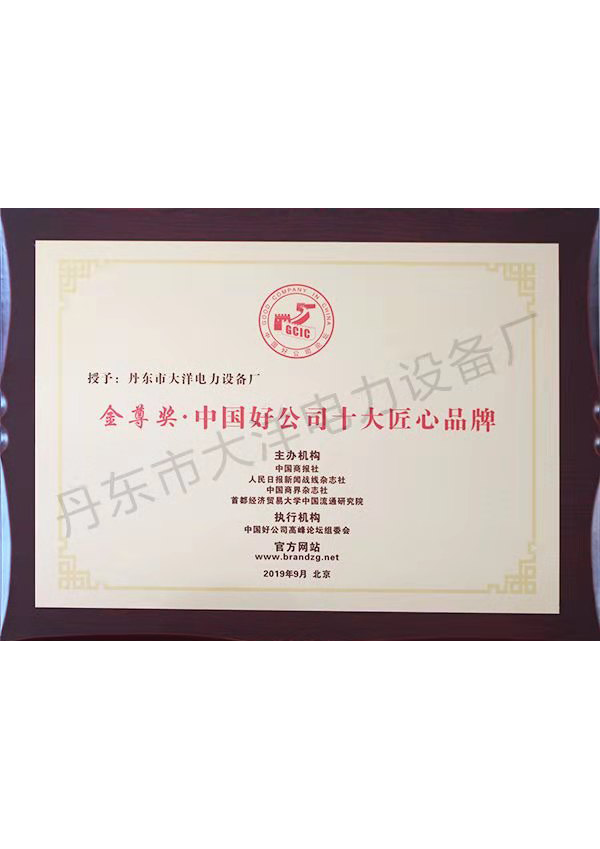 GOOD COMPANY IN CHINA
GCIC
授予：丹东市大洋电力设备厂
金尊奖·中国好公司十大匠心品牌
主办机构
中国商报社
人民日报新闻战线杂志社
中国商界杂志社
首都经济贸易大学中国流通研究院
执行机构
中国好公司高峰论坛组委会
官方网站
www.brandzg.net
2019年9月 北京
丹东市大洋电力设备厂